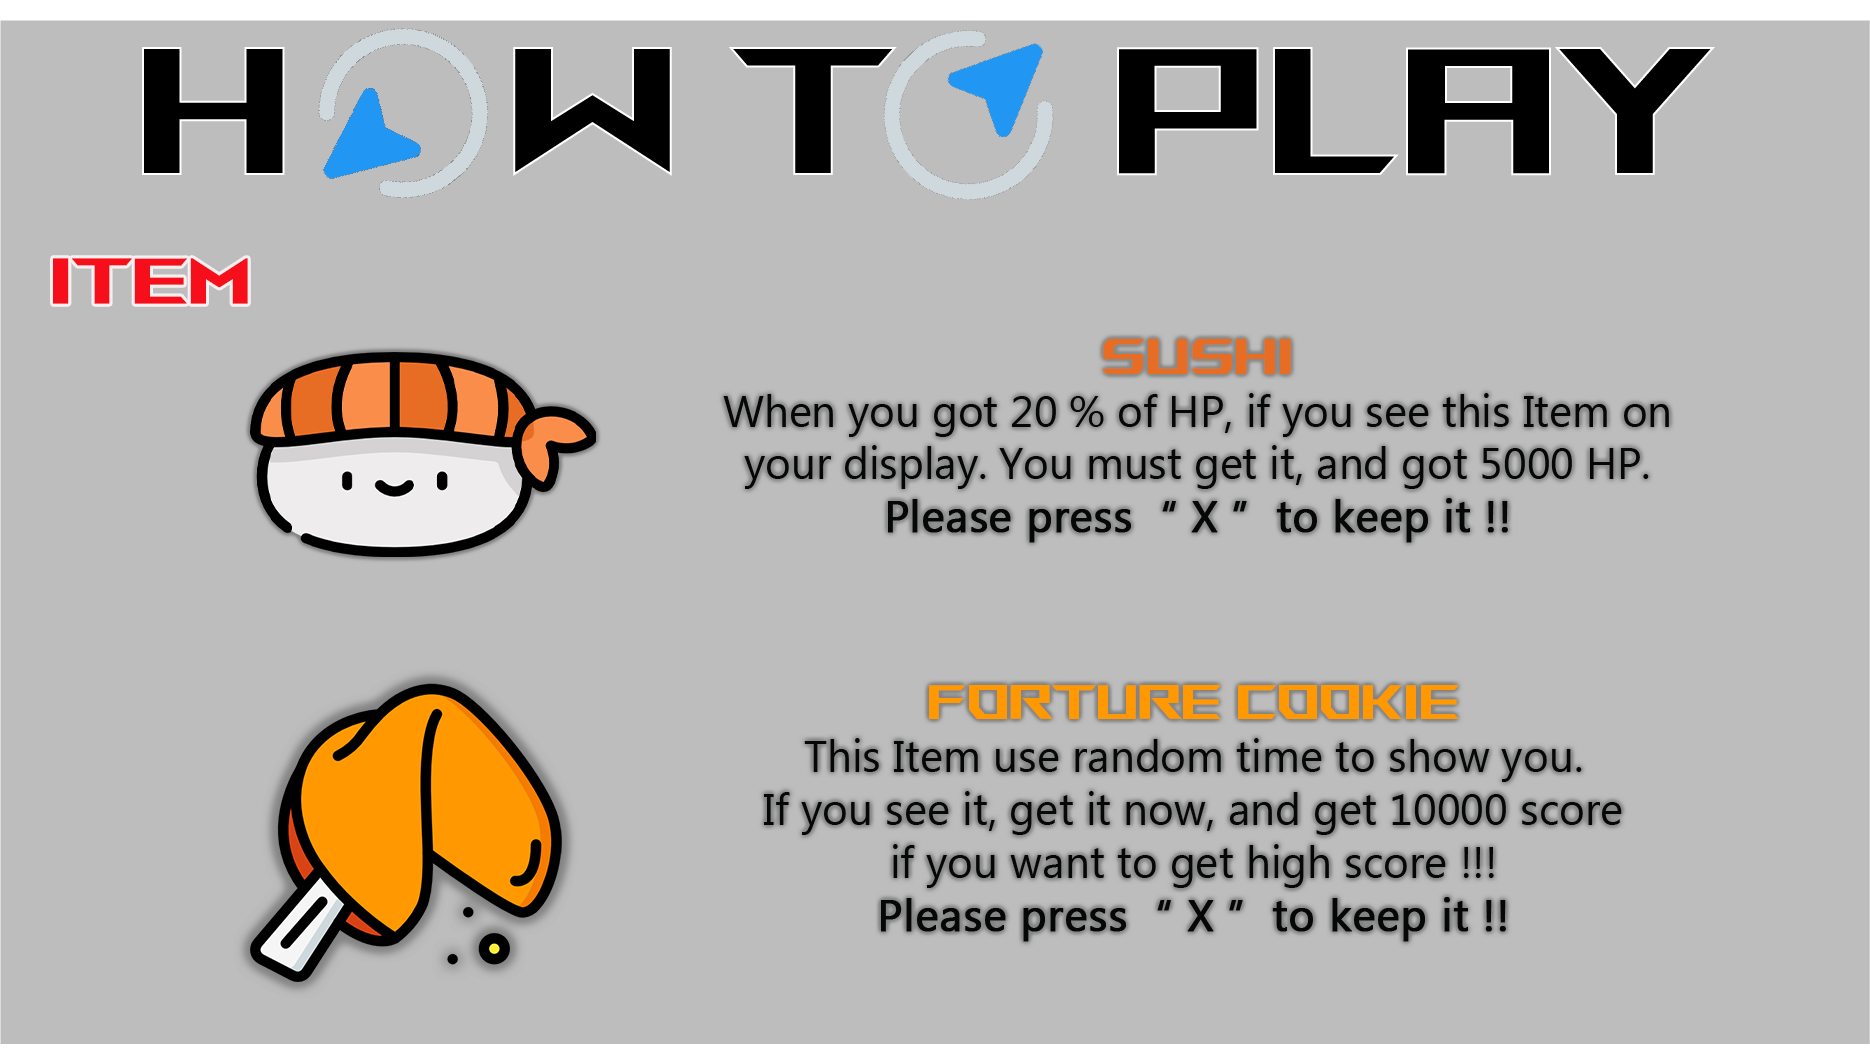 HOW TO PLAY
ITEM
SUSHI
When you got 20 % of HP, if you see this Item on
your display. You must get it, and got 5000 HP.
Please press “ X ” to keep it !!
FORTURE COOKIE
This Item use random time to show you.
If you see it, get it now, and get 10000 score
if you want to get high score !!!
Please press “ X ” to keep it !!